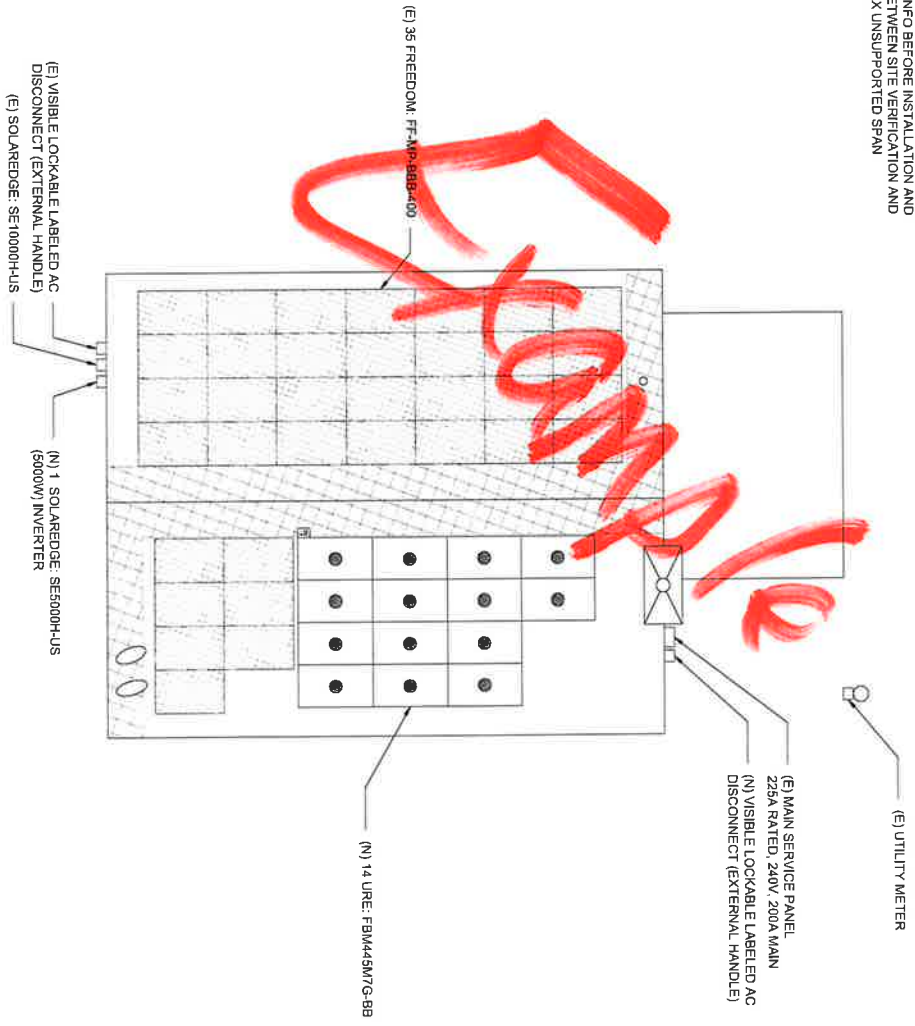 NFO BEFORE INSTALLATION AND
ETWEEN SITE VERIFICATION AND
X UNSUPPORTED SPAN
(E) UTILITY METER
(E) MAIN SERVICE PANEL
225A RATED, 240V, 200A MAIN
(N) VISIBLE LOCKABLE LABELED AC
DISCONNECT (EXTERNAL HANDLE)
(E) 35 FREEDOM: FF-MP-BBB-400
Example
(N) 14 URE: FBM445M7G-BB
(E) VISIBLE LOCKABLE LABELED AC
DISCONNECT (EXTERNAL HANDLE)
(E) SOLAREDGE: SE10000H-US
(N) 1 SOLAREDGE: SE5000H-US
(5000W) INVERTER